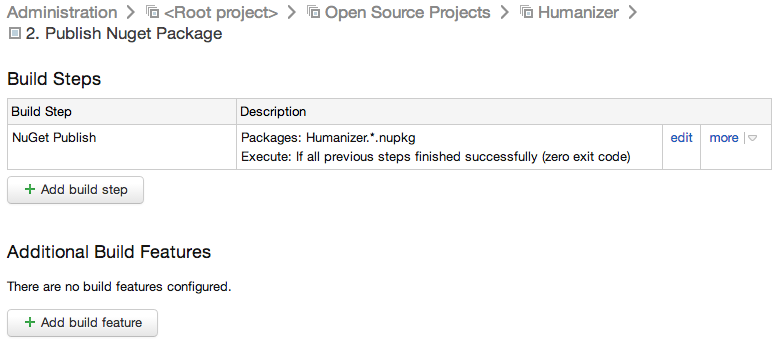 Administration > <Root project> > Open Source Projects > Humanizer >
2. Publish Nuget Package
Build Steps
Build Step Description
NuGet Publish Packages: Humanizer.*.nupkg edit more
Execute: If all previous steps finished successfully (zero exit code)
+ Add build step
Additional Build Features
There are no build features configured.
+ Add build feature